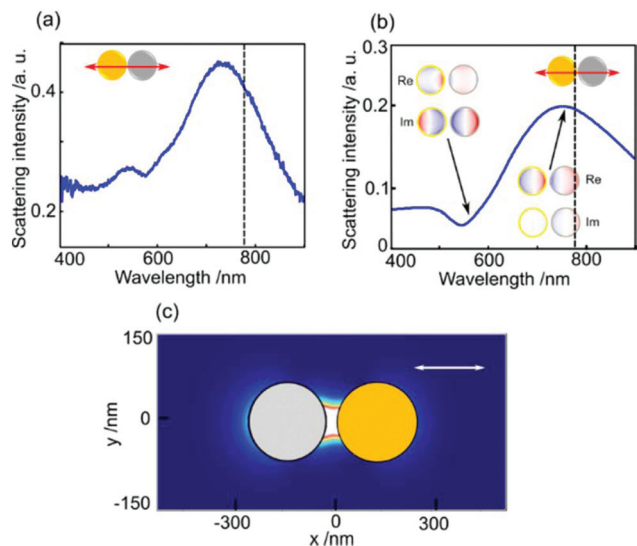 (a)
Scattering intensity /a. u.
0.4
0.2
400
600
800
Wavelength /nm
(b)
Scattering intensity /a. u.
0.3
0.2
0.1
0
Re
Im
Re
Im
400
600
800
Wavelength /nm
(c)
150
y /nm
0
-150
-300
0
300
x /nm